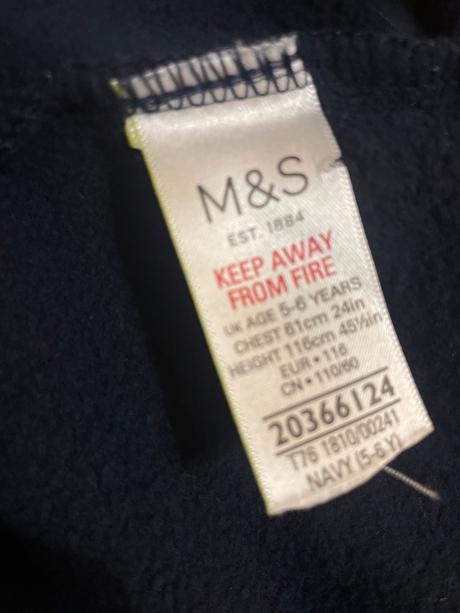 M&S
EST. 1884
KEEP AWAY
FROM FIRE
UK AGE 5-6 YEARS
CHEST 61cm 24in
HEIGHT 116cm 45½in
EUR • 116
CN • 110/60
20366124
T76 1810/00241
NAVY (5-6 Y)